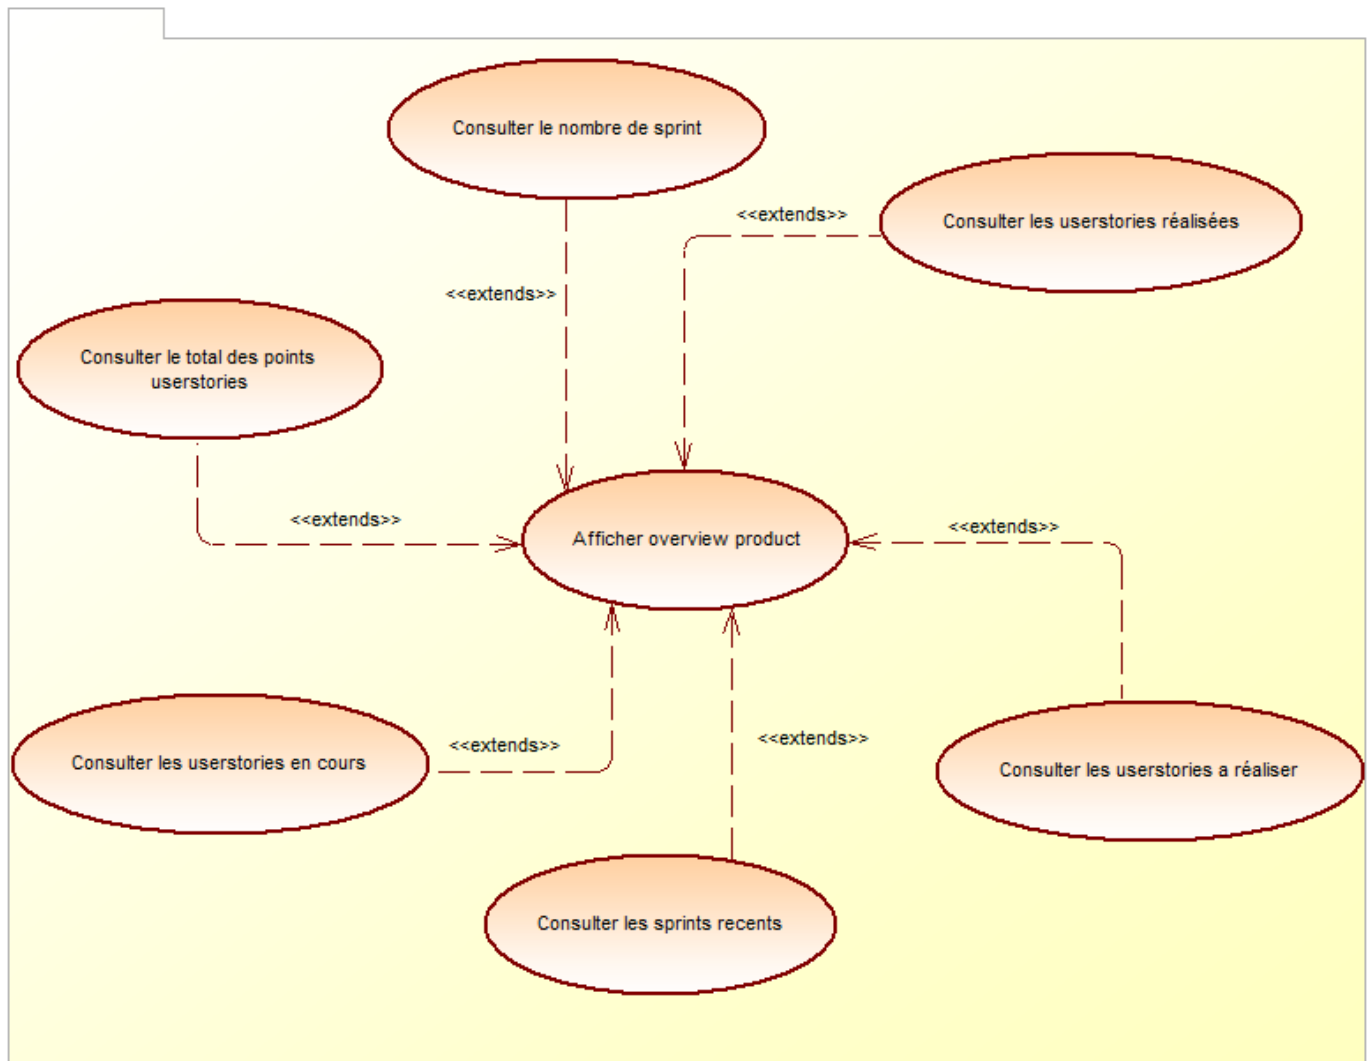 Consulter le nombre de sprint
<<extends>>
Consulter les userstories réalisées
<<extends>>
Consulter le total des points
userstories
<<extends>>
Afficher overview product
<<extends>>
Consulter les userstories en cours
<<extends>>
<<extends>>
Consulter les userstories a réaliser
Consulter les sprints recents